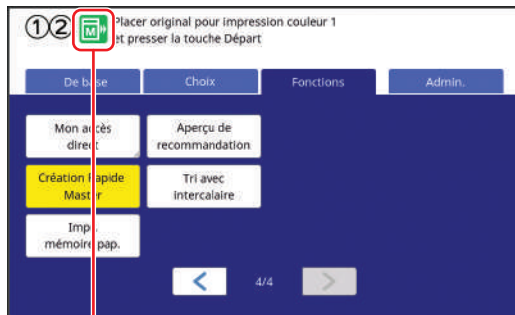 ①② M Placer original pour impression couleur 1
et presser la touche Départ
De base
Choix
Fonctions
Admin.
Mon accès
direct
Aperçu de
recommandation
Création Rapide
Master
Tri avec
intercalaire
Imp.
mémoire pap.
4/4